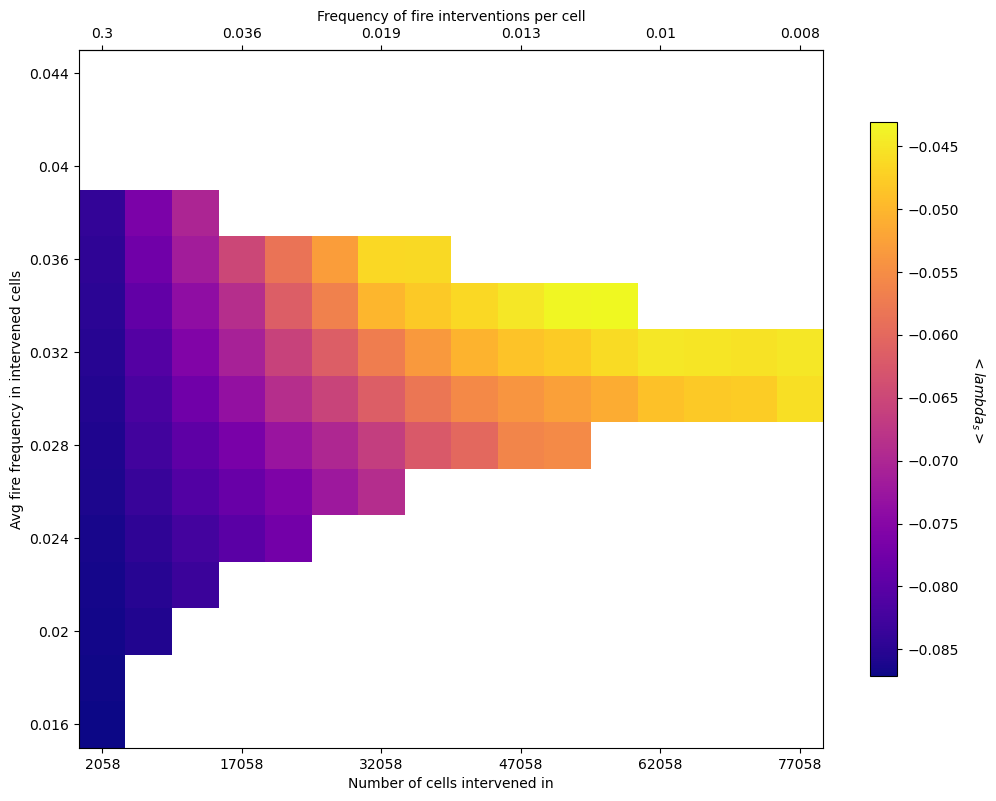 Frequency of fire interventions per cell
0.3 0.036 0.019 0.013 0.01 0.008
Avg fire frequency in intervened cells
0.044
0.04
0.036
0.032
0.028
0.024
0.02
0.016
2058 17058 32058 47058 62058 77058
Number of cells intervened in
−0.045
−0.050
−0.055
−0.060
−0.065
−0.070
−0.075
−0.080
−0.085
< lambdaₛ >